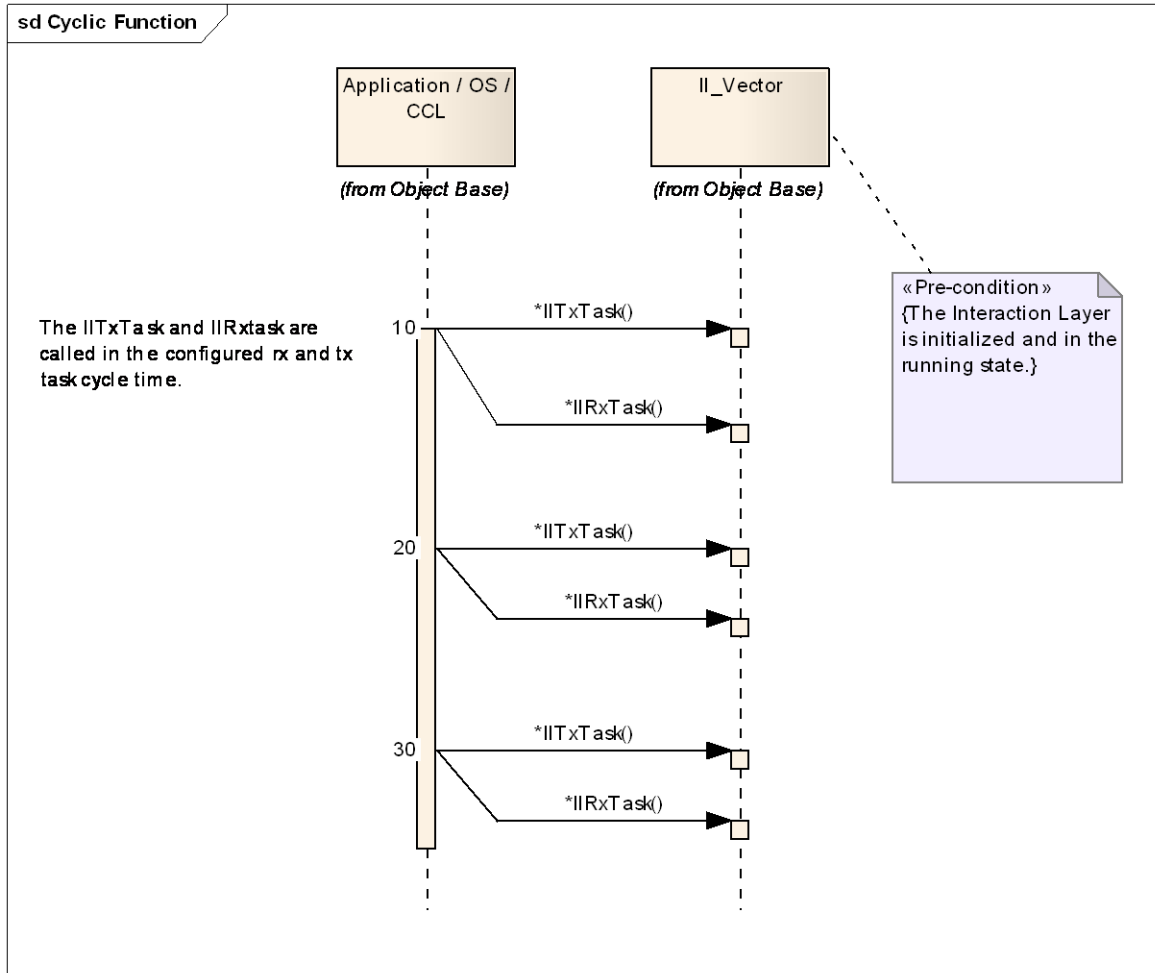 sd Cyclic Function
Application / OS /
CCL
Il_Vector
(from Object Base)
(from Object Base)
«Pre-condition»
{The Interaction Layer
is initialized and in the
running state.}
The IlTxTask and IlRxtask are
called in the configured rx and tx
task cycle time.
10
*IlTxTask()
*IlRxTask()
20
*IlTxTask()
*IlRxTask()
30
*IlTxTask()
*IlRxTask()